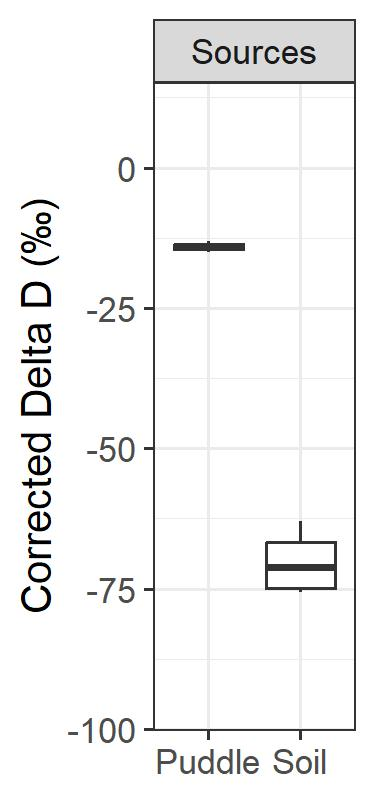 Sources
Corrected Delta D (‰)
0
-25
-50
-75
-100
Puddle Soil